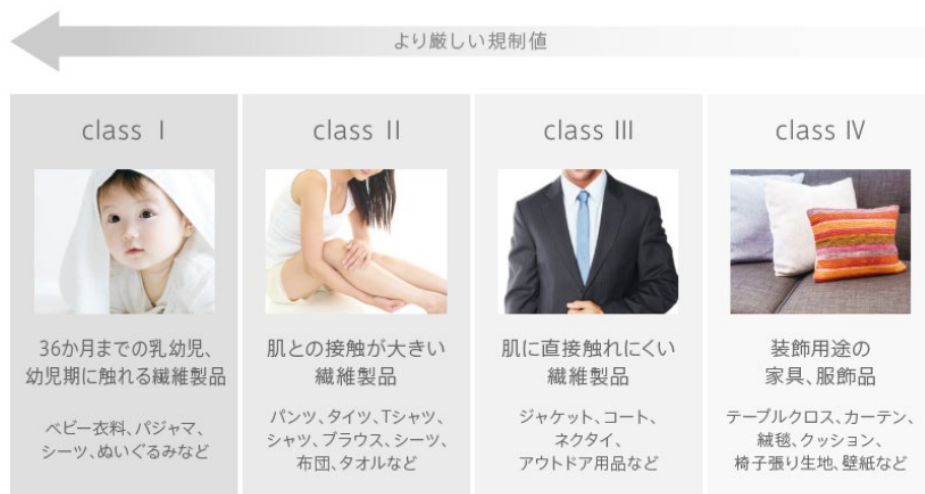 より厳しい規制値
class I
36か月までの乳幼児、
幼児期に触れる繊維製品
ベビー衣料、パジャマ、
シーツ、ぬいぐるみなど
class II
肌との接触が大きい
繊維製品
パンツ、タイツ、Tシャツ、
シャツ、ブラウス、シーツ、
布団、タオルなど
class III
肌に直接触れにくい
繊維製品
ジャケット、コート、
ネクタイ、
アウトドア用品など
class IV
装飾用途の
家具、服飾品
テーブルクロス、カーテン、
絨毯、クッション、
椅子張り生地、壁紙など